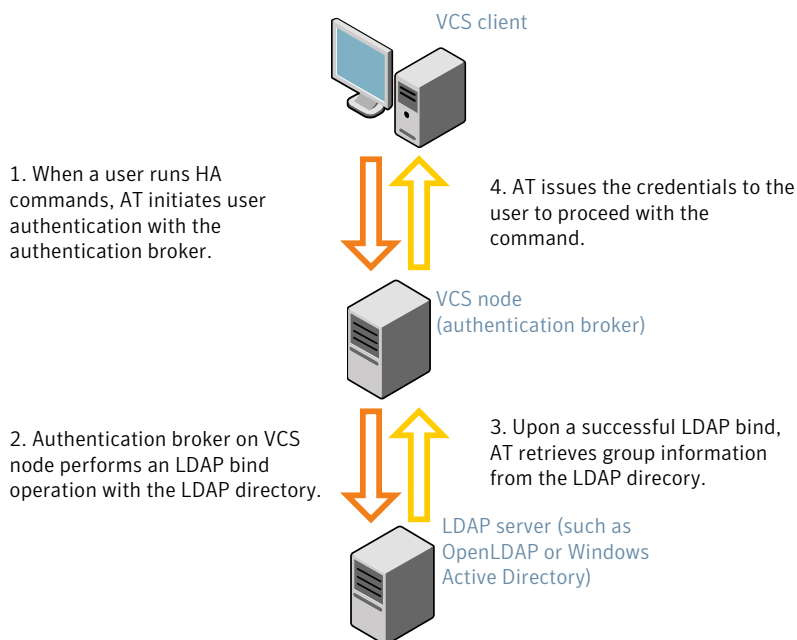 VCS client
1. When a user runs HA
commands, AT initiates user
authentication with the
authentication broker.
4. AT issues the credentials to the
user to proceed with the
command.
VCS node
(authentication broker)
2. Authentication broker on VCS
node performs an LDAP bind
operation with the LDAP directory.
3. Upon a successful LDAP bind,
AT retrieves group information
from the LDAP direcory.
LDAP server (such as
OpenLDAP or Windows
Active Directory)